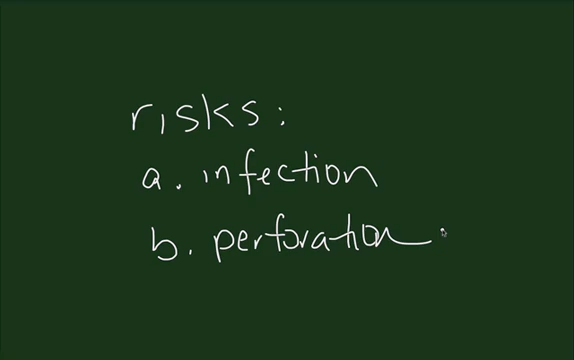 risks:
a. infection
b. perforation